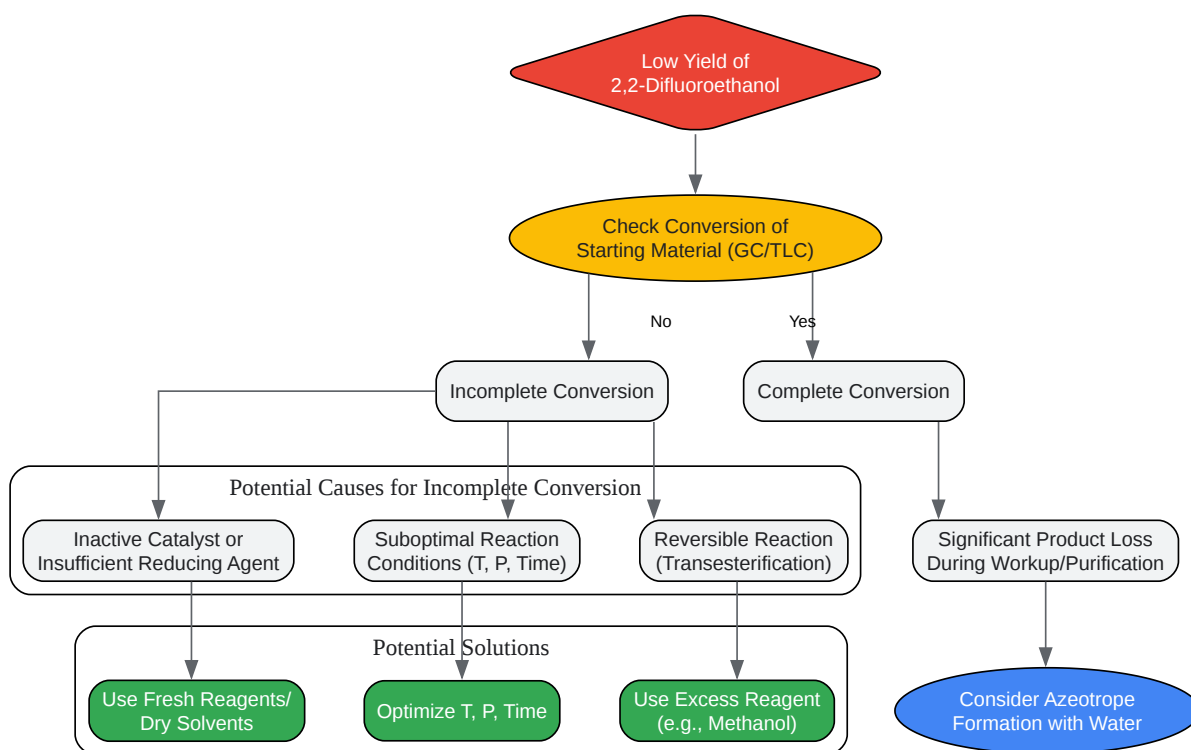 Low Yield of
2,2-Difluoroethanol
Check Conversion of
Starting Material (GC/TLC)
No
Yes
Incomplete Conversion
Complete Conversion
Potential Causes for Incomplete Conversion
Inactive Catalyst or
Insufficient Reducing Agent
Suboptimal Reaction
Conditions (T, P, Time)
Reversible Reaction
(Transesterification)
Significant Product Loss
During Workup/Purification
Potential Solutions
Use Fresh Reagents/
Dry Solvents
Optimize T, P, Time
Use Excess Reagent
(e.g., Methanol)
Consider Azeotrope
Formation with Water